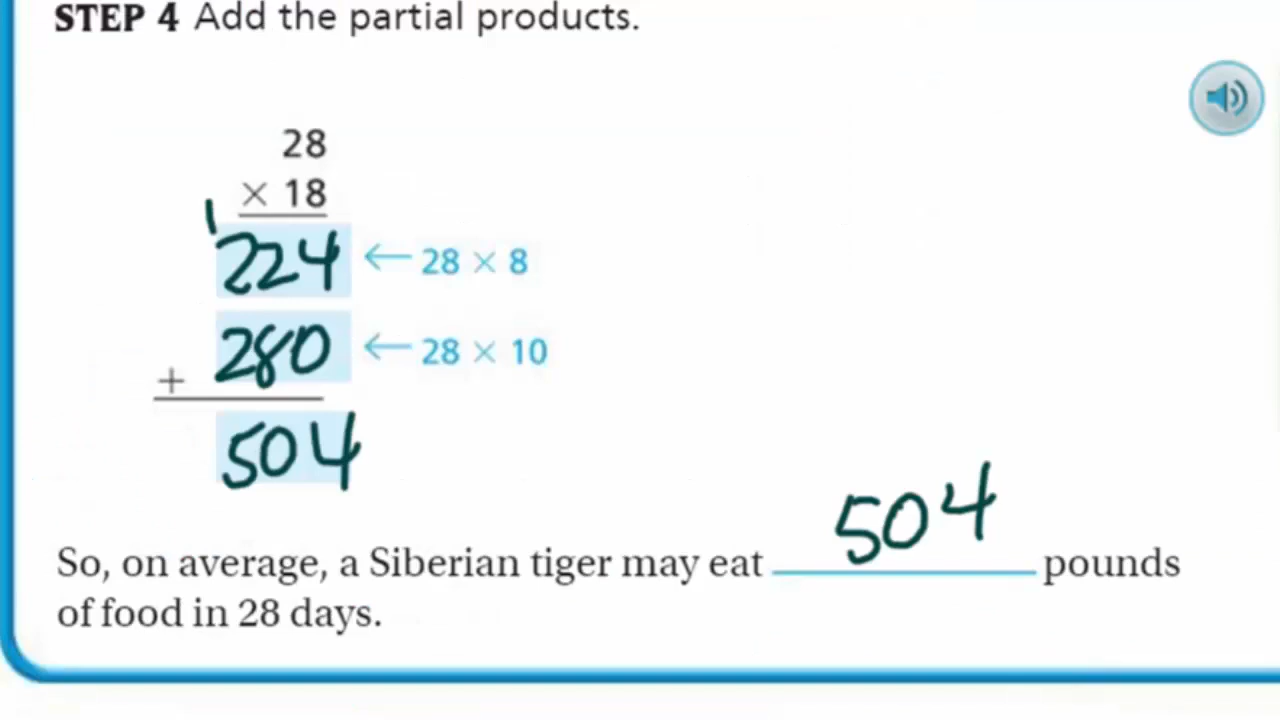 STEP 4 Add the partial products.
28
× 18
1
224 ← 28 × 8
280 ← 28 × 10
+
504
504
So, on average, a Siberian tiger may eat ______ pounds
of food in 28 days.